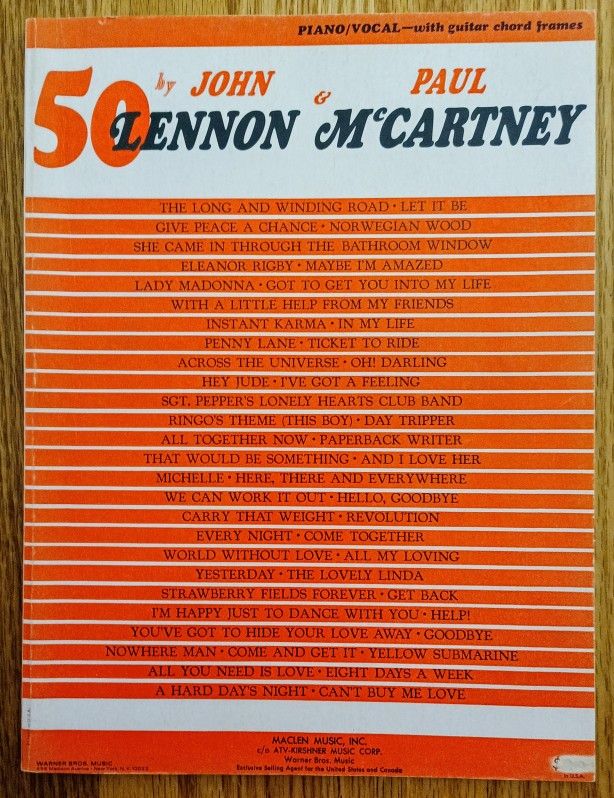 PIANO/VOCAL—with guitar chord frames
50 by JOHN & PAUL
LENNON McCARTNEY
THE LONG AND WINDING ROAD • LET IT BE
GIVE PEACE A CHANCE • NORWEGIAN WOOD
SHE CAME IN THROUGH THE BATHROOM WINDOW
ELEANOR RIGBY • MAYBE I'M AMAZED
LADY MADONNA • GOT TO GET YOU INTO MY LIFE
WITH A LITTLE HELP FROM MY FRIENDS
INSTANT KARMA • IN MY LIFE
PENNY LANE • TICKET TO RIDE
ACROSS THE UNIVERSE • OH! DARLING
HEY JUDE • I'VE GOT A FEELING
SGT. PEPPER'S LONELY HEARTS CLUB BAND
RINGO'S THEME (THIS BOY) • DAY TRIPPER
ALL TOGETHER NOW • PAPERBACK WRITER
THAT WOULD BE SOMETHING • AND I LOVE HER
MICHELLE • HERE, THERE AND EVERYWHERE
WE CAN WORK IT OUT • HELLO, GOODBYE
CARRY THAT WEIGHT • REVOLUTION
EVERY NIGHT • COME TOGETHER
WORLD WITHOUT LOVE • ALL MY LOVING
YESTERDAY • THE LOVELY LINDA
STRAWBERRY FIELDS FOREVER • GET BACK
I'M HAPPY JUST TO DANCE WITH YOU • HELP!
YOU'VE GOT TO HIDE YOUR LOVE AWAY • GOODBYE
NOWHERE MAN • COME AND GET IT • YELLOW SUBMARINE
ALL YOU NEED IS LOVE • EIGHT DAYS A WEEK
A HARD DAY'S NIGHT • CAN'T BUY ME LOVE
MACLEN MUSIC, INC.
c/o ATV-KIRSHNER MUSIC CORP.
Warner Bros. Music
Exclusive Selling Agent for the United States and Canada
WARNER BROS. MUSIC
Madison Avenue • New York, N.Y. 10022
$
in U.S.A.